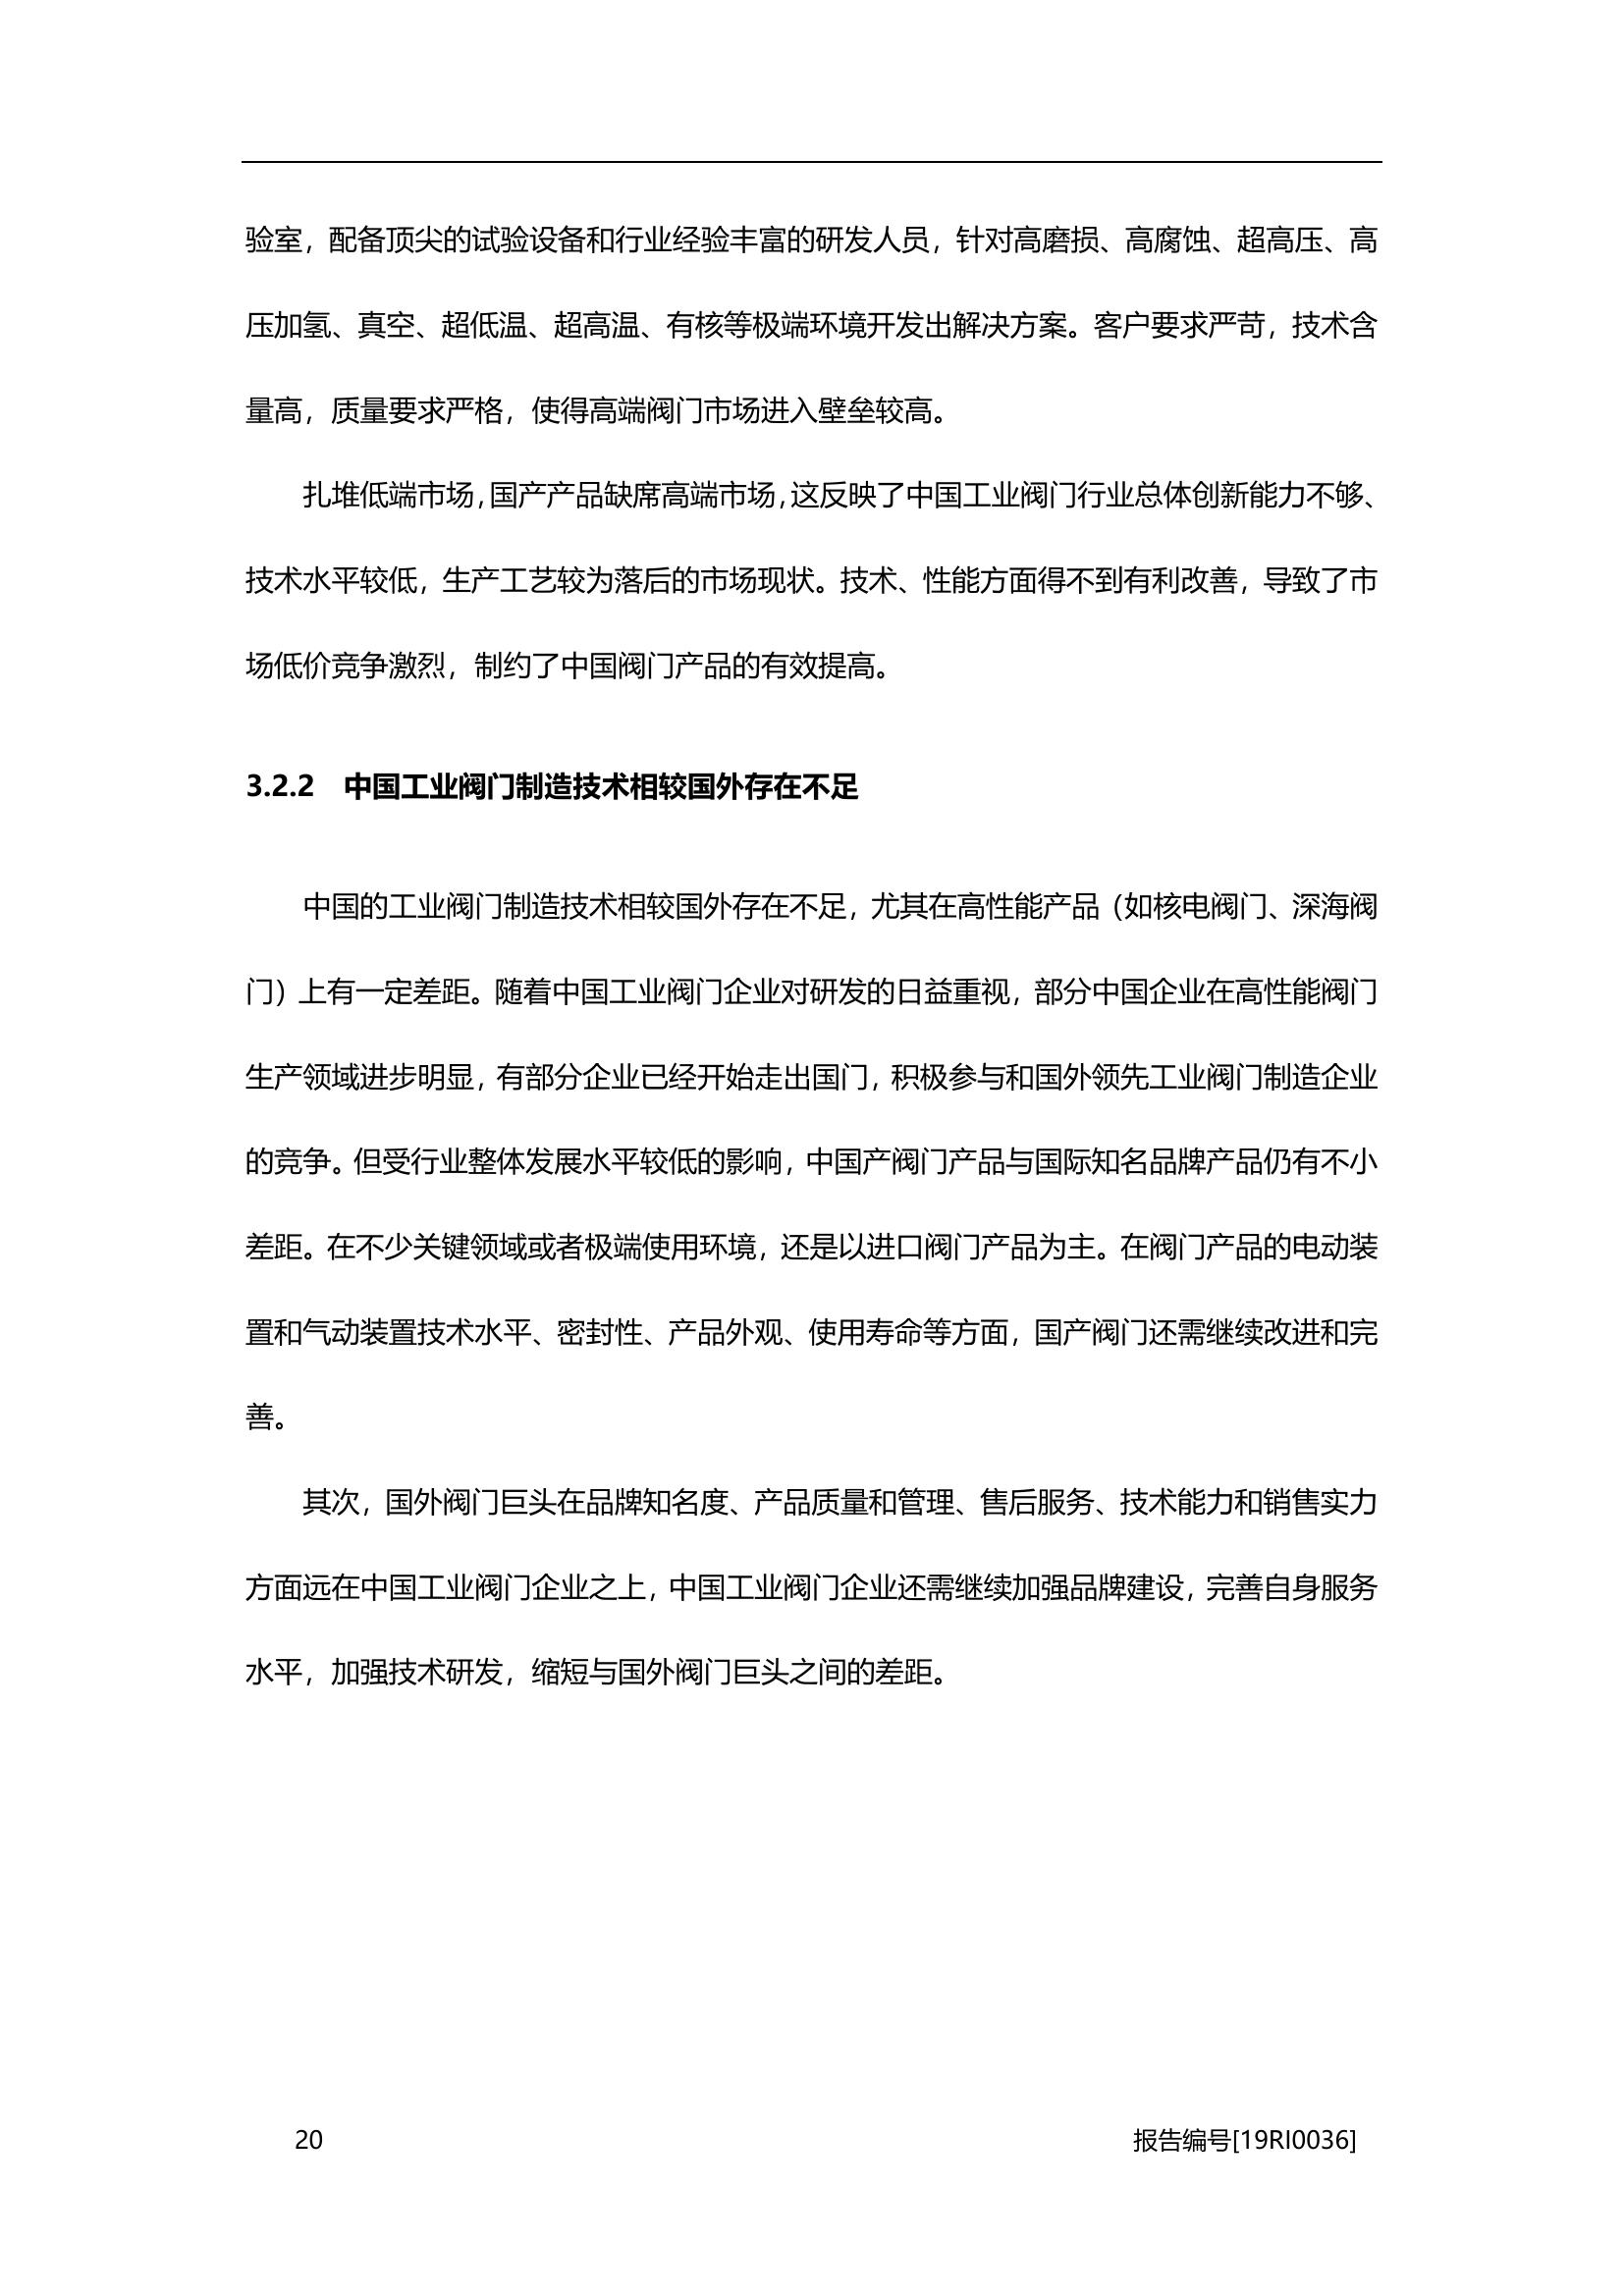 验室，配备顶尖的试验设备和行业经验丰富的研发人员，针对高磨损、高腐蚀、超高压、高
压加氢、真空、超低温、超高温、有核等极端环境开发出解决方案。客户要求严苛，技术含
量高，质量要求严格，使得高端阀门市场进入壁垒较高。
扎堆低端市场，国产产品缺席高端市场，这反映了中国工业阀门行业总体创新能力不够、
技术水平较低，生产工艺较为落后的市场现状。技术、性能方面得不到有利改善，导致了市
场低价竞争激烈，制约了中国阀门产品的有效提高。
3.2.2 中国工业阀门制造技术相较国外存在不足
中国的工业阀门制造技术相较国外存在不足，尤其在高性能产品（如核电阀门、深海阀
门）上有一定差距。随着中国工业阀门企业对研发的日益重视，部分中国企业在高性能阀门
生产领域进步明显，有部分企业已经开始走出国门，积极参与和国外领先工业阀门制造企业
的竞争。但受行业整体发展水平较低的影响，中国产阀门产品与国际知名品牌产品仍有不小
差距。在不少关键领域或者极端使用环境，还是以进口阀门产品为主。在阀门产品的电动装
置和气动装置技术水平、密封性、产品外观、使用寿命等方面，国产阀门还需继续改进和完
善。
其次，国外阀门巨头在品牌知名度、产品质量和管理、售后服务、技术能力和销售实力
方面远在中国工业阀门企业之上，中国工业阀门企业还需继续加强品牌建设，完善自身服务
水平，加强技术研发，缩短与国外阀门巨头之间的差距。
20 报告编号[19RI0036]